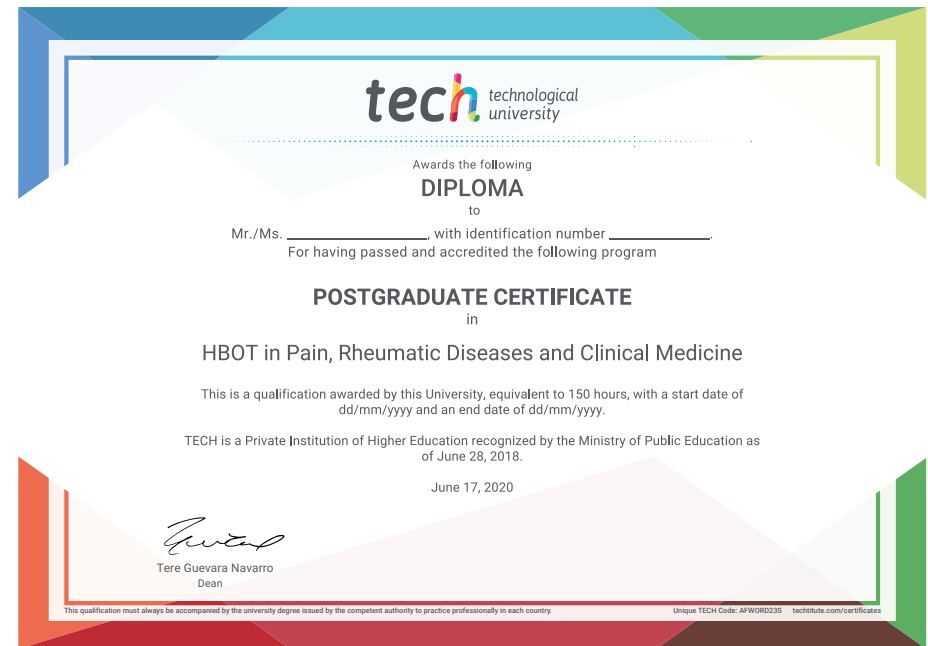 tech technological
university
Awards the following
DIPLOMA
to
Mr./Ms. ____________________, with identification number ______________.
For having passed and accredited the following program
POSTGRADUATE CERTIFICATE
in
HBOT in Pain, Rheumatic Diseases and Clinical Medicine
This is a qualification awarded by this University, equivalent to 150 hours, with a start date of
dd/mm/yyyy and an end date of dd/mm/yyyy.
TECH is a Private Institution of Higher Education recognized by the Ministry of Public Education as
of June 28, 2018.
June 17, 2020
Tere Guevara Navarro
Dean
This qualification must always be accompanied by the university degree issued by the competent authority to practice professionally in each country. Unique TECH Code: AFWORD23S techtitute.com/certificates